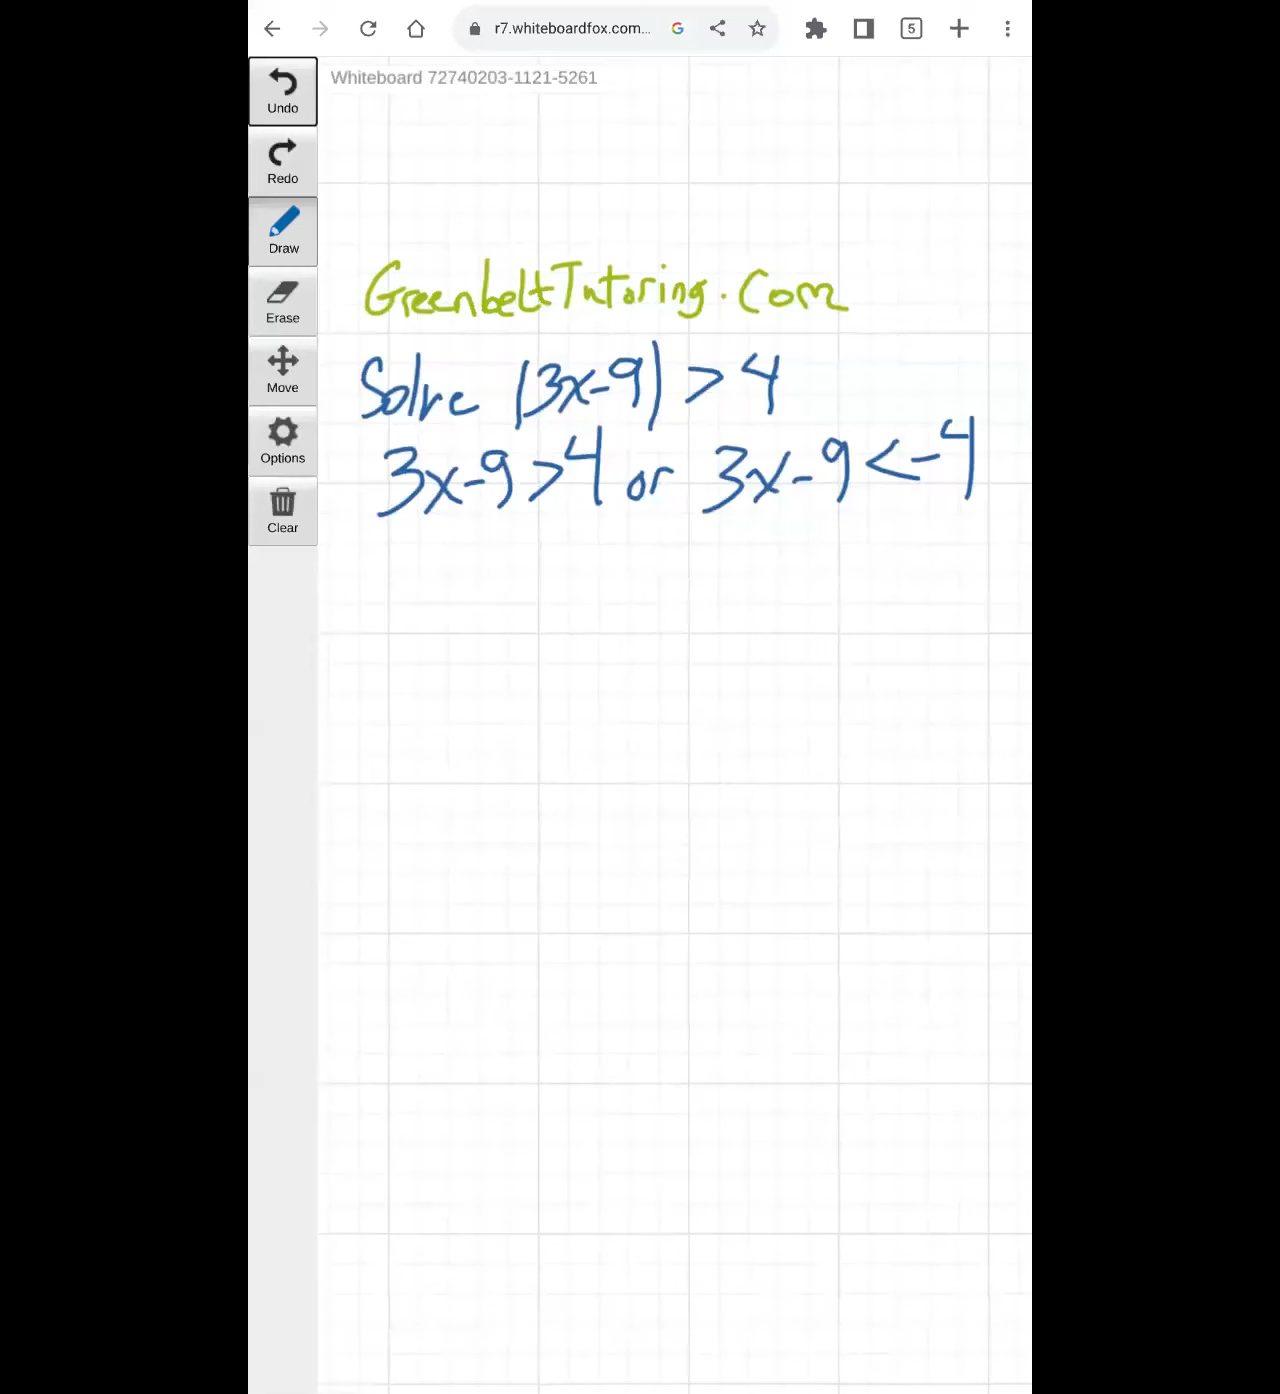 r7.whiteboardfox.com...
5
Whiteboard 72740203-1121-5261
Undo
Redo
Draw
Erase
Move
Options
Clear
GreenbeltTutoring.Com
Solve |3x-9| > 4
3x-9>4 or 3x-9<-4